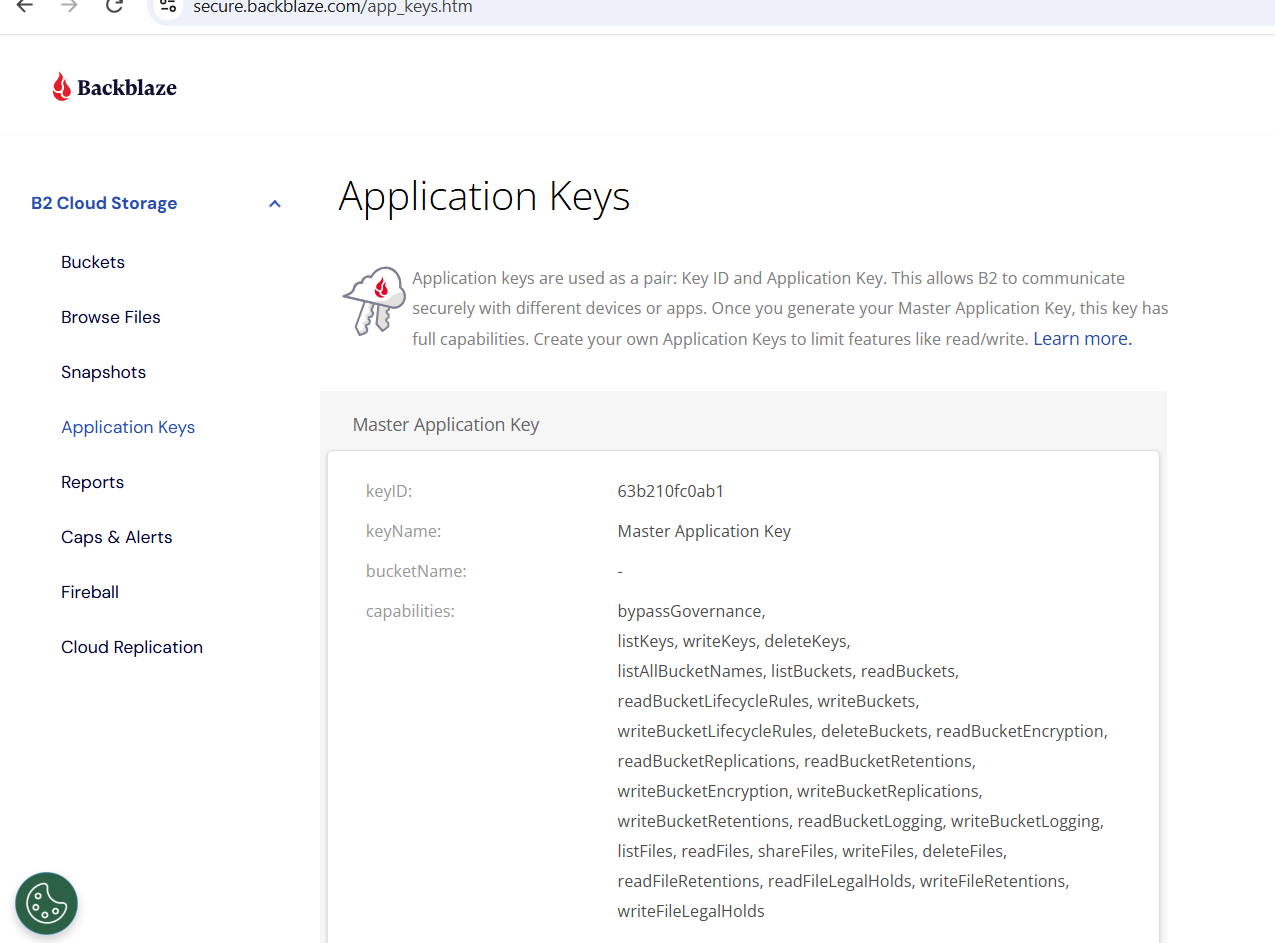 secure.backblaze.com/app_keys.htm
Backblaze
B2 Cloud Storage
Buckets
Browse Files
Snapshots
Application Keys
Reports
Caps & Alerts
Fireball
Cloud Replication
Application Keys
Application keys are used as a pair: Key ID and Application Key. This allows B2 to communicate
securely with different devices or apps. Once you generate your Master Application Key, this key has
full capabilities. Create your own Application Keys to limit features like read/write. Learn more.
Master Application Key
keyID: 63b210fc0ab1
keyName: Master Application Key
bucketName: -
capabilities: bypassGovernance,
listKeys, writeKeys, deleteKeys,
listAllBucketNames, listBuckets, readBuckets,
readBucketLifecycleRules, writeBuckets,
writeBucketLifecycleRules, deleteBuckets, readBucketEncryption,
readBucketReplications, readBucketRetentions,
writeBucketEncryption, writeBucketReplications,
writeBucketRetentions, readBucketLogging, writeBucketLogging,
listFiles, readFiles, shareFiles, writeFiles, deleteFiles,
readFileRetentions, readFileLegalHolds, writeFileRetentions,
writeFileLegalHolds